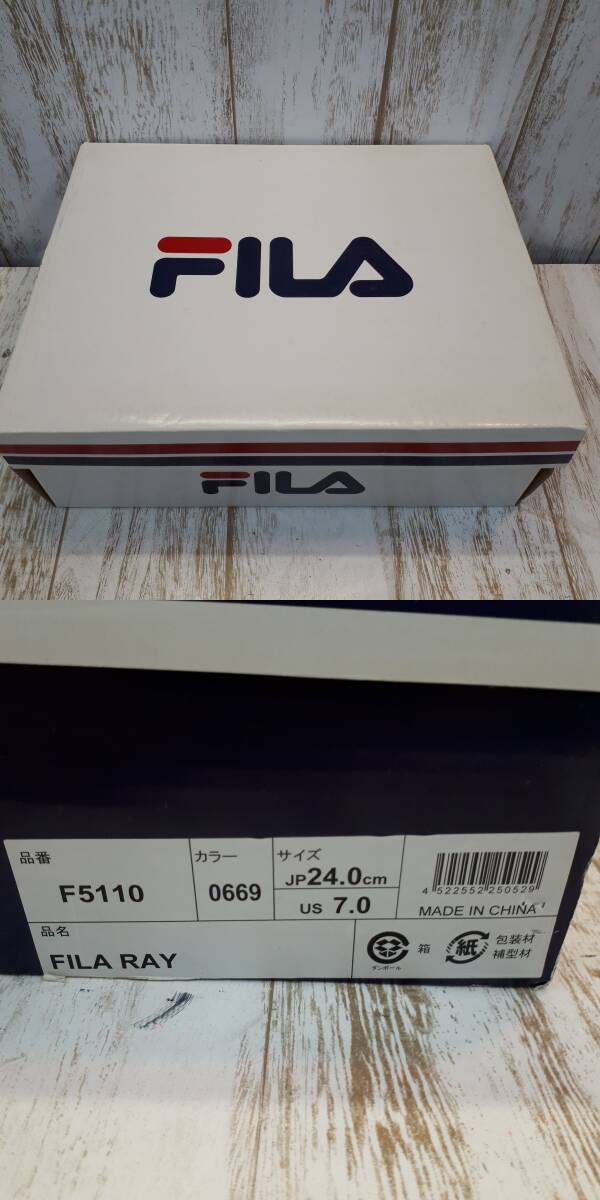 FILA
FILA
品番
F5110
カラー
0669
サイズ
JP24.0cm
US 7.0
4 522552 250529
MADE IN CHINA
品名
FILA RAY
ダンボール
箱
紙
包装材
補型材